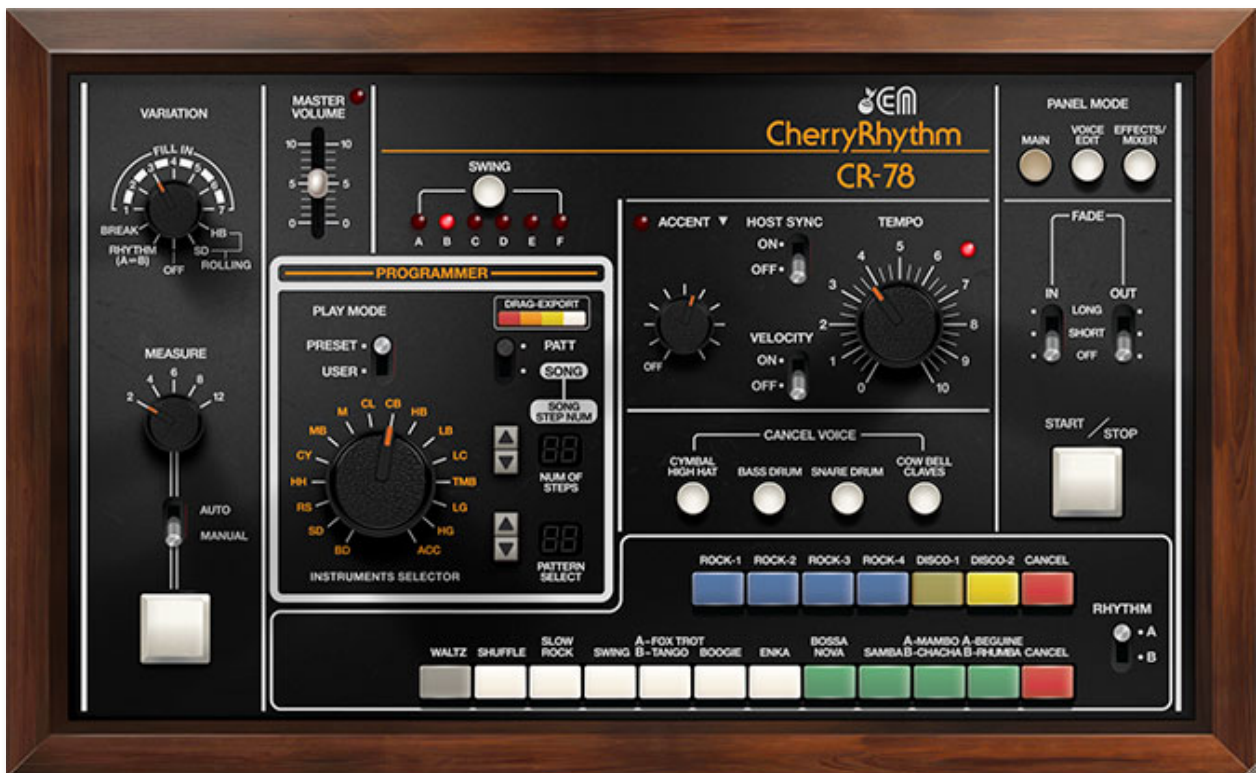 VARIATION
FILL IN
1 2 3 4 5 6 7
BREAK
RHYTHM
(A⇌B)
OFF
SD
HB
ROLLING
MEASURE
2 4 6 8 12
AUTO
MANUAL
MASTER
VOLUME
10 10
5 5
0 0
SWING
A B C D E F
EM
CherryRhythm
CR-78
PROGRAMMER
PLAY MODE
PRESET
USER
DRAG-EXPORT
PATT
SONG
SONG
STEP NUM
NUM OF
STEPS
PATTERN
SELECT
BD SD RS HH CY MB M CL CB HB LB LC TMB LG HG ACC
INSTRUMENTS SELECTOR
ACCENT ▼
OFF
HOST SYNC
ON
OFF
VELOCITY
ON
OFF
TEMPO
0 1 2 3 4 5 6 7 8 9 10
CANCEL VOICE
CYMBAL
HIGH HAT
BASS DRUM
SNARE DRUM
COW BELL
CLAVES
PANEL MODE
MAIN
VOICE
EDIT
EFFECTS/
MIXER
FADE
IN OUT
LONG
SHORT
OFF
START / STOP
ROCK-1 ROCK-2 ROCK-3 ROCK-4 DISCO-1 DISCO-2 CANCEL
RHYTHM
A
B
WALTZ
SHUFFLE
SLOW
ROCK
SWING
A-FOX TROT
B-TANGO
BOOGIE
ENKA
BOSSA
NOVA
SAMBA
A-MAMBO
B-CHACHA
A-BEGUINE
B-RHUMBA
CANCEL